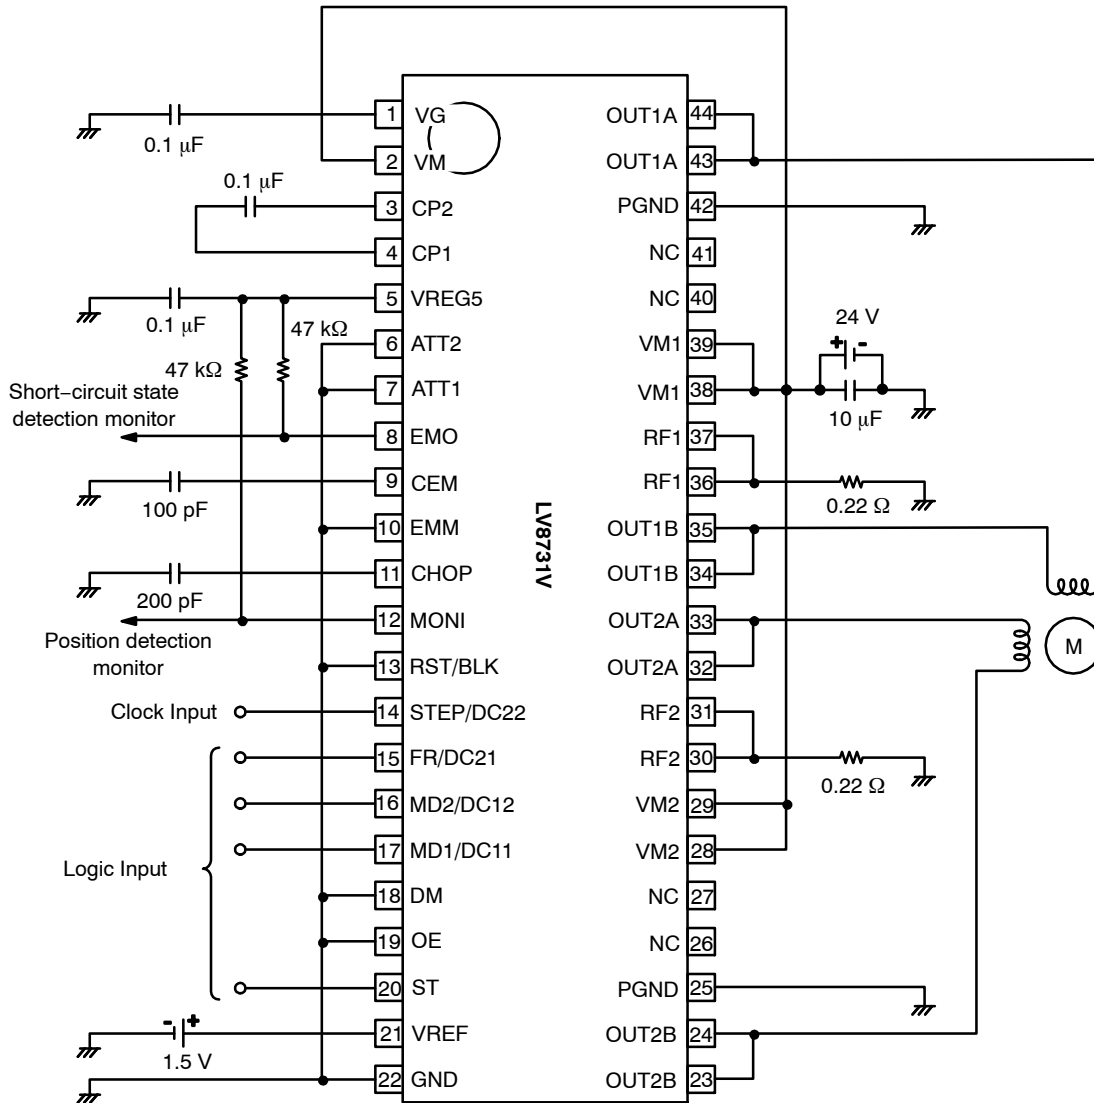 1 VG
0.1 μF
2 VM
0.1 μF
3 CP2
4 CP1
5 VREG5
0.1 μF
47 kΩ
47 kΩ
6 ATT2
7 ATT1
Short−circuit state
detection monitor
8 EMO
9 CEM
100 pF
10 EMM
11 CHOP
200 pF
12 MONI
Position detection
monitor
13 RST/BLK
Clock Input
14 STEP/DC22
15 FR/DC21
16 MD2/DC12
17 MD1/DC11
Logic Input
18 DM
19 OE
20 ST
- +
21 VREF
1.5 V
22 GND
LV8731V
OUT1A 44
OUT1A 43
PGND 42
NC 41
NC 40
24 V
+ -
VM1 39
VM1 38
10 μF
RF1 37
RF1 36
0.22 Ω
OUT1B 35
OUT1B 34
OUT2A 33
M
OUT2A 32
RF2 31
RF2 30
0.22 Ω
VM2 29
VM2 28
NC 27
NC 26
PGND 25
OUT2B 24
OUT2B 23